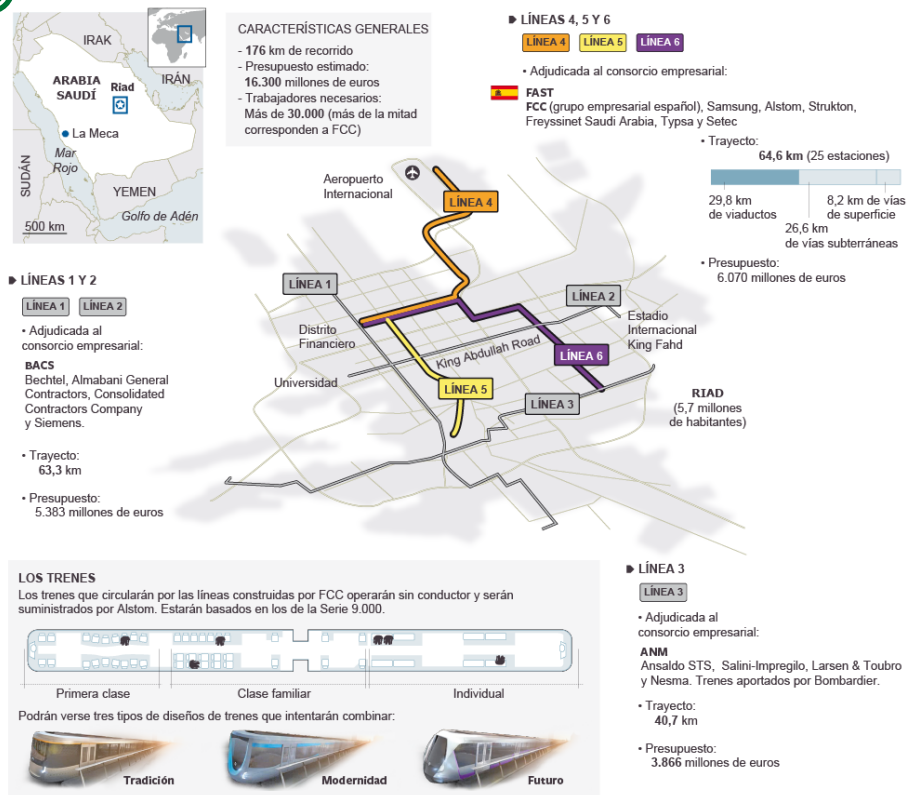 IRAK
ARABIA
SAUDÍ
Riad
IRÁN
La Meca
Mar
Rojo
SUDÁN
YEMEN
Golfo de Adén
500 km
CARACTERÍSTICAS GENERALES
- 176 km de recorrido
- Presupuesto estimado:
16.300 millones de euros
- Trabajadores necesarios:
Más de 30.000 (más de la mitad
corresponden a FCC)
LÍNEAS 4, 5 Y 6
LÍNEA 4 LÍNEA 5 LÍNEA 6
• Adjudicada al consorcio empresarial:
FAST
FCC (grupo empresarial español), Samsung, Alstom, Strukton,
Freyssinet Saudi Arabia, Typsa y Setec
• Trayecto:
64,6 km (25 estaciones)
29,8 km
de viaductos
26,6 km
de vías subterráneas
8,2 km de vías
de superficie
• Presupuesto:
6.070 millones de euros
Aeropuerto
Internacional
LÍNEA 4
LÍNEA 1
LÍNEA 2
Estadio
Internacional
King Fahd
Distrito
Financiero
King Abdullah Road
LÍNEA 6
Universidad
LÍNEA 5
LÍNEA 3
RIAD
(5,7 millones
de habitantes)
LÍNEAS 1 Y 2
LÍNEA 1 LÍNEA 2
• Adjudicada al
consorcio empresarial:
BACS
Bechtel, Almabani General
Contractors, Consolidated
Contractors Company
y Siemens.
• Trayecto:
63,3 km
• Presupuesto:
5.383 millones de euros
LOS TRENES
Los trenes que circularán por las líneas construidas por FCC operarán sin conductor y serán
suministrados por Alstom. Estarán basados en los de la Serie 9.000.
Primera clase
Clase familiar
Individual
Podrán verse tres tipos de diseños de trenes que intentarán combinar:
Tradición
Modernidad
Futuro
LÍNEA 3
LÍNEA 3
• Adjudicada al
consorcio empresarial:
ANM
Ansaldo STS, Salini-Impregilo, Larsen & Toubro
y Nesma. Trenes aportados por Bombardier.
• Trayecto:
40,7 km
• Presupuesto:
3.866 millones de euros